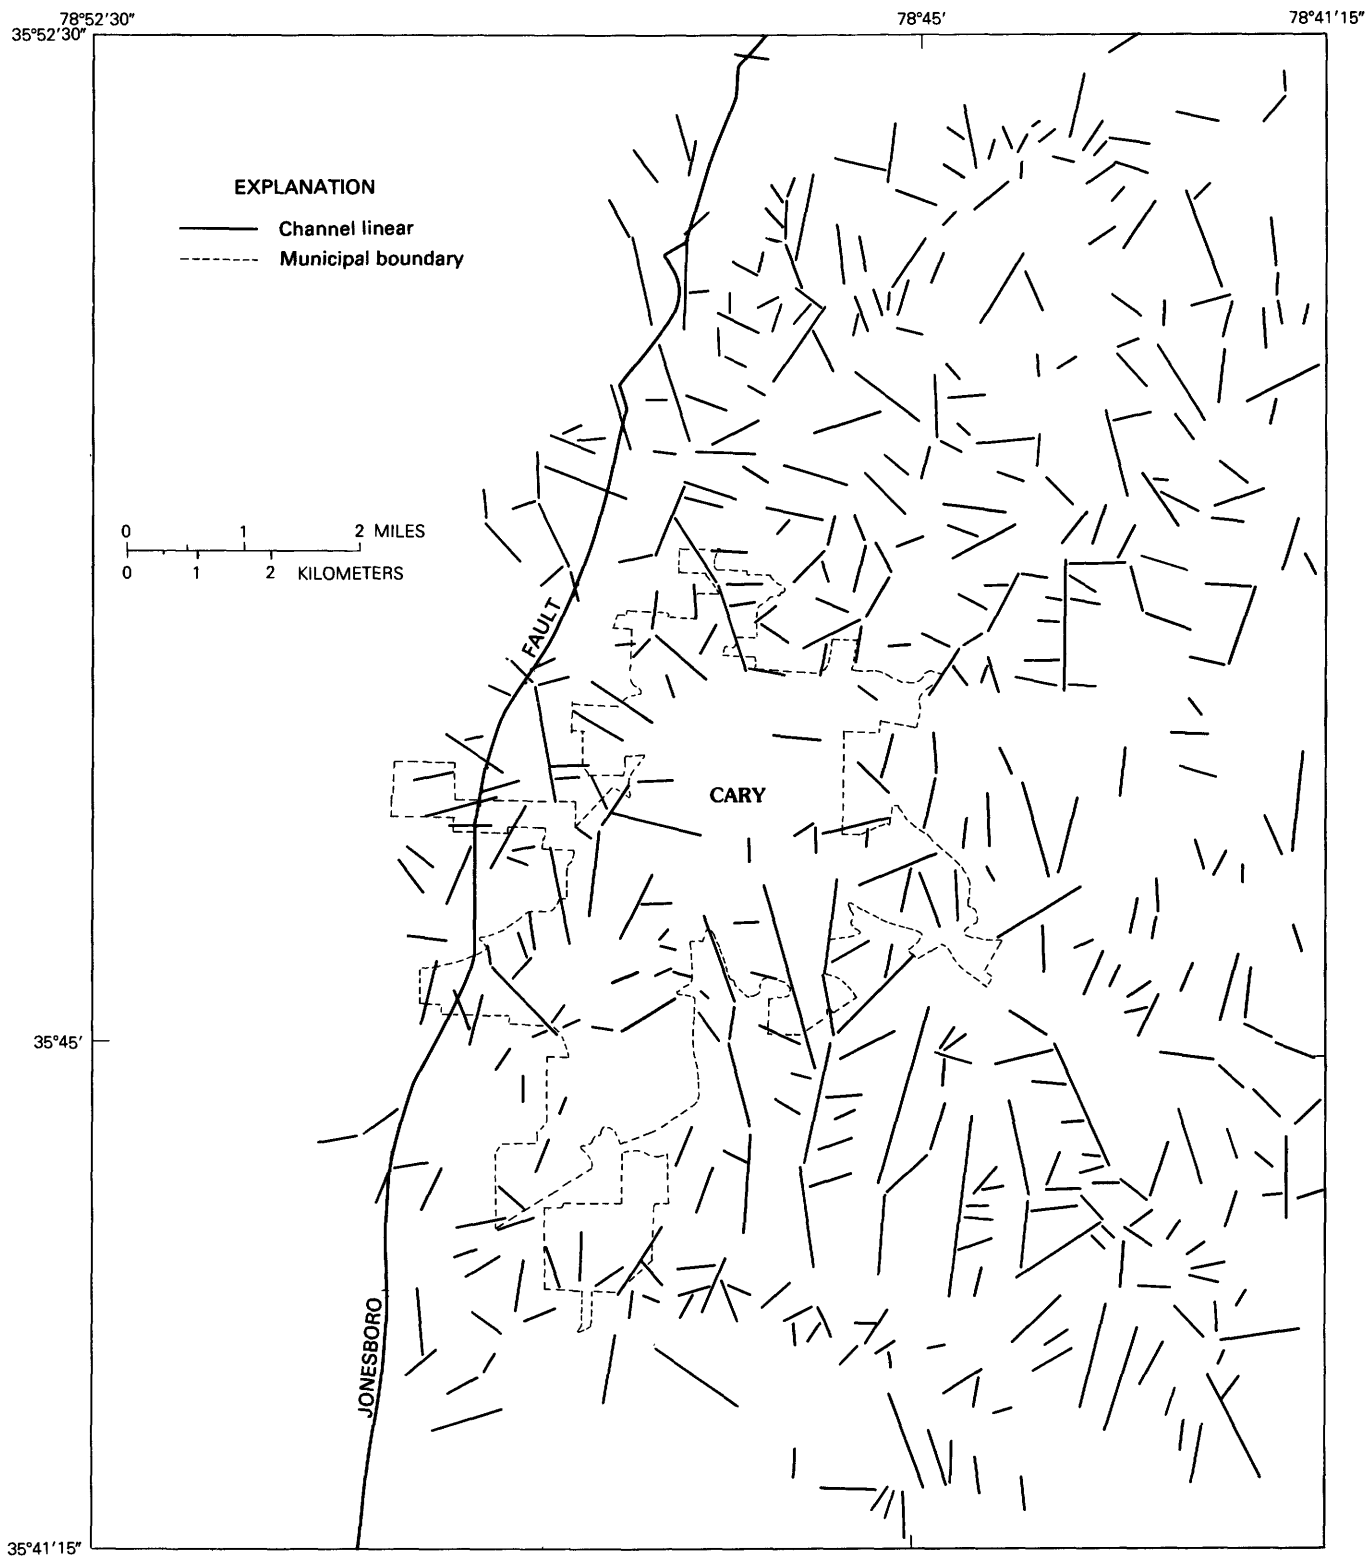 78°52'30"
78°45'
78°41'15"
35°52'30"
EXPLANATION
Channel linear
Municipal boundary
0 1 2 MILES
0 1 2 KILOMETERS
FAULT
CARY
35°45'
JONESBORO
35°41'15"